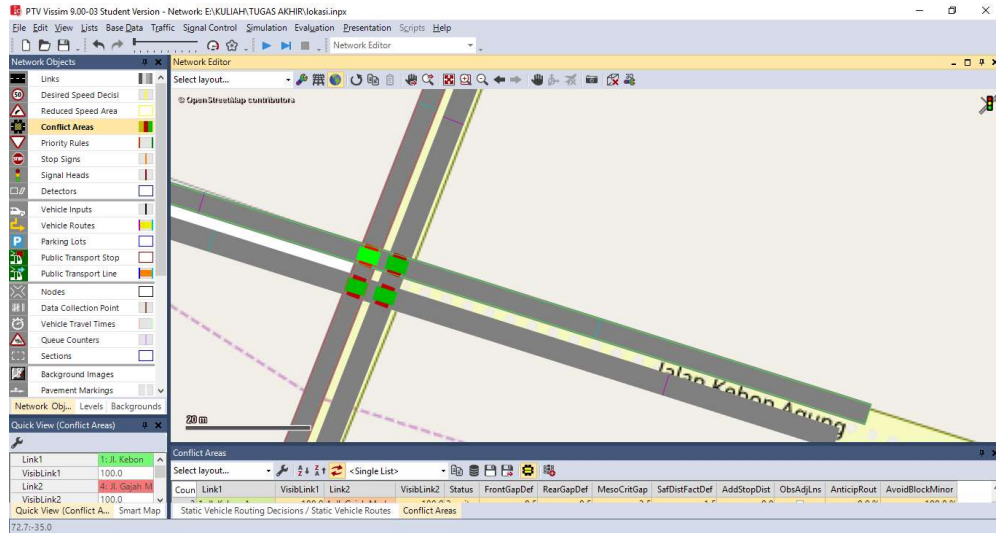 PTV Vissim 9.00-03 Student Version - Network: E:\KULIAH\TUGAS AKHIR\lokasi.inpx
File Edit View Lists Base Data Traffic Signal Control Simulation Evaluation Presentation Scripts Help
Network Editor
Network Objects
Network Editor
Select layout...
Links
© OpenStreetMap contributors
50 Desired Speed Decisi
Reduced Speed Area
Conflict Areas
Priority Rules
STOP Stop Signs
Signal Heads
Detectors
Vehicle Inputs
Vehicle Routes
P Parking Lots
Public Transport Stop
Public Transport Line
Nodes
Data Collection Point
Vehicle Travel Times
Queue Counters
Sections
Background Images
Pavement Markings
Jalan Kebon Agung
20 m
Network Obj... Levels Backgrounds
Quick View (Conflict Areas)
Link1 1: Jl. Kebon
VisibLink1 100.0
Link2 4: Jl. Gajah M
VisibLink2 100.0
Quick View (Conflict A... Smart Map
Conflict Areas
Select layout... <Single List>
Coun Link1 VisibLink1 Link2 VisibLink2 Status FrontGapDef RearGapDef MesoCritGap SafDistFactDef AddStopDist ObsAdjLns AnticipRout AvoidBlockMinor
Static Vehicle Routing Decisions / Static Vehicle Routes Conflict Areas
72.7:-35.0